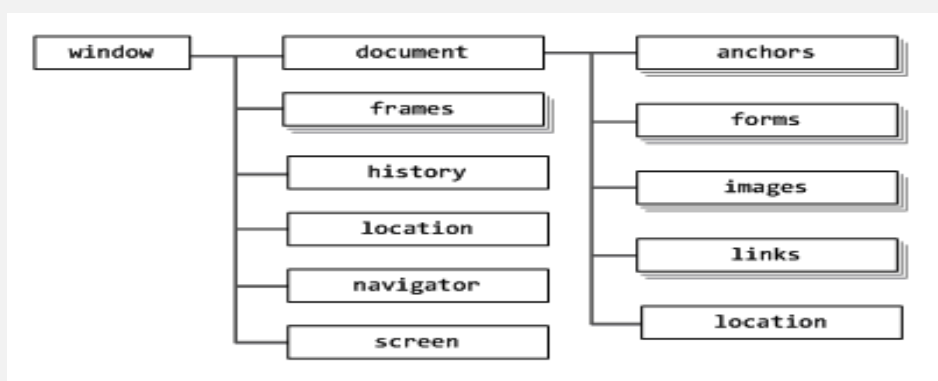 window
document
anchors
frames
forms
history
images
location
links
navigator
location
screen